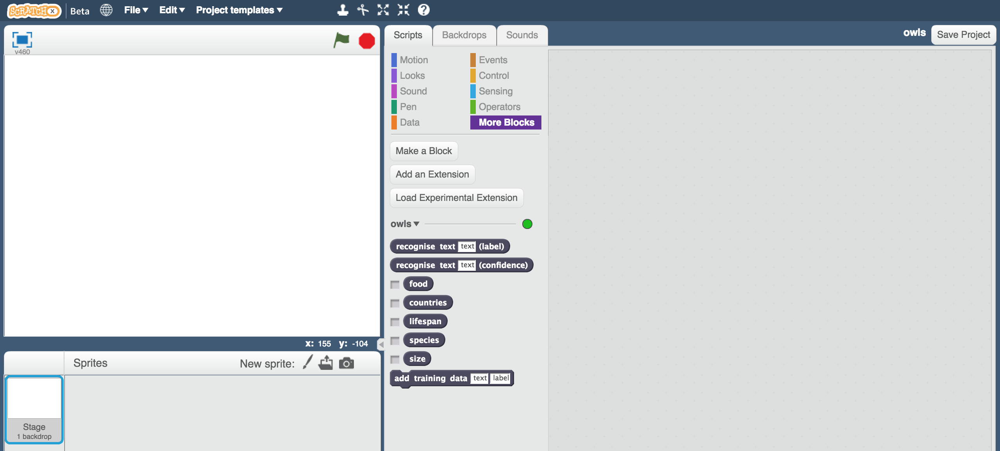 SCRATCH X Beta File Edit Project templates
v460
Scripts Backdrops Sounds
owls Save Project
Motion Events
Looks Control
Sound Sensing
Pen Operators
Data More Blocks
Make a Block
Add an Extension
Load Experimental Extension
owls
recognise text text (label)
recognise text text (confidence)
food
countries
lifespan
species
size
add training data text label
x: 155 y: -104
Sprites New sprite:
Stage
1 backdrop